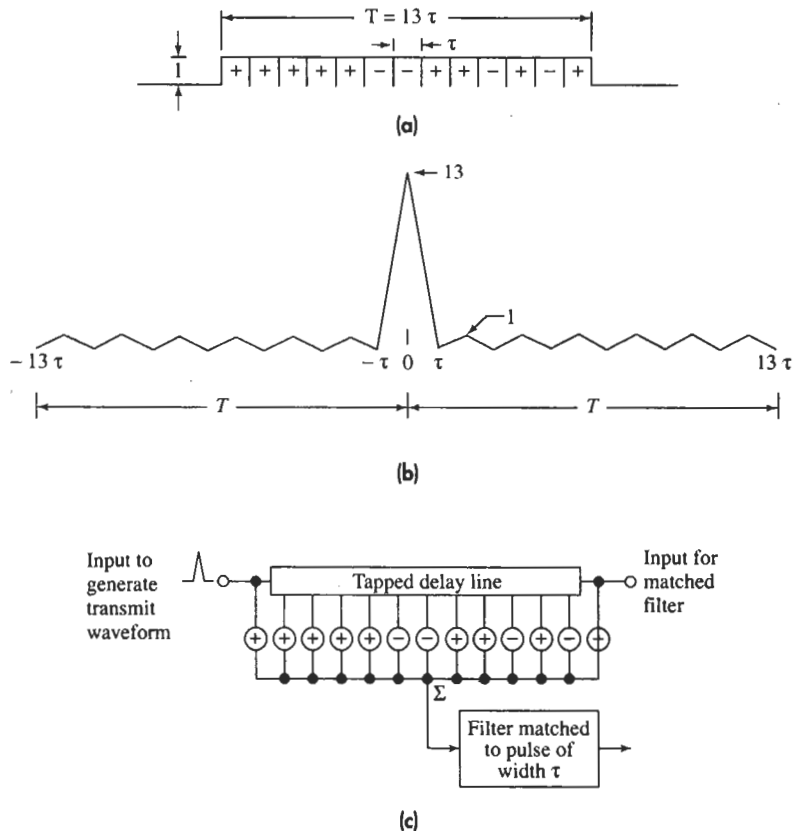 T = 13 τ
τ
1
+ + + + + − − + + − + − +
(a)
13
1
− 13 τ
− τ
0
τ
13 τ
T
T
(b)
Input to
generate
transmit
waveform
Tapped delay line
Input for
matched
filter
+ + + + + − − + + − + − +
Σ
Filter matched
to pulse of
width τ
(c)